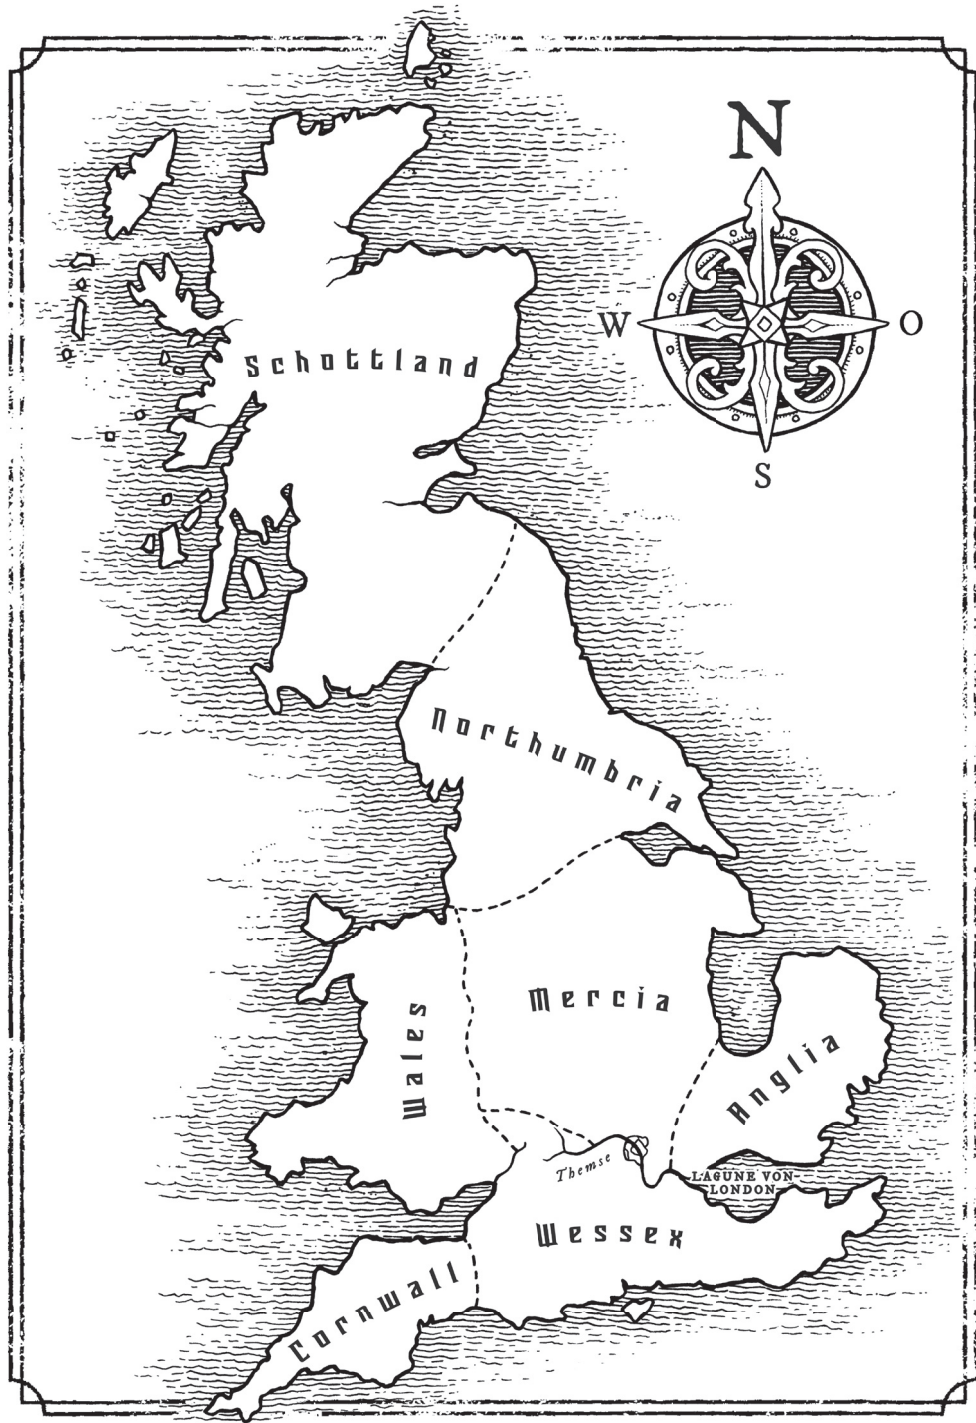 N
W
O
S
Schottland
Northumbria
Mercia
Wales
Anglia
Themse
LAGUNE VON
LONDON
Wessex
Cornwall